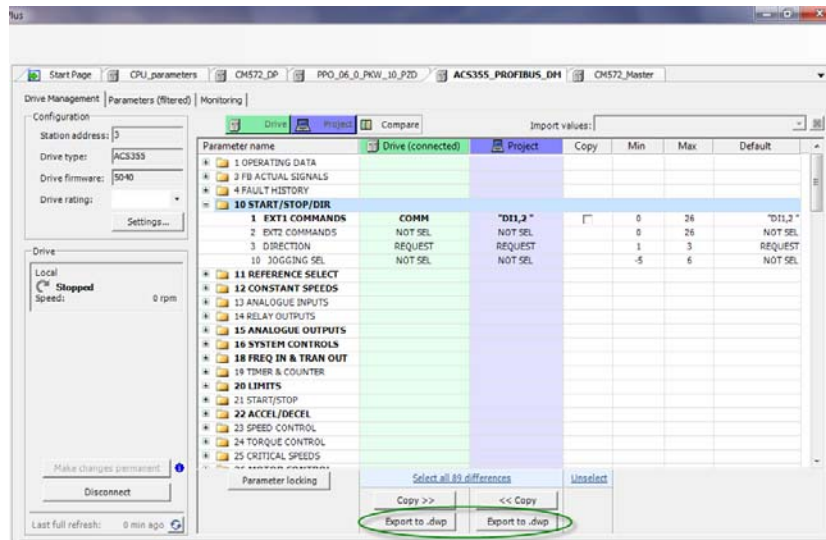 Plus
Start Page CPU_parameters CM572_DP PPO_06_0_PKW_10_PZD ACS355_PROFIBUS_DM CM572_Master
Drive Management Parameters (filtered) Monitoring
Configuration
Station address: 3
Drive type: ACS355
Drive firmware: 5040
Drive rating:
Settings...
Drive
Local
Stopped
Speed: 0 rpm
Make changes permanent
Disconnect
Last full refresh: 0 min ago
Drive Project Compare Import values:
Parameter name Drive (connected) Project Copy Min Max Default
1 OPERATING DATA
3 FB ACTUAL SIGNALS
4 FAULT HISTORY
10 START/STOP/DIR
1 EXT1 COMMANDS COMM "DI1,2 " 0 26 "DI1,2 "
2 EXT2 COMMANDS NOT SEL NOT SEL 0 26 NOT SEL
3 DIRECTION REQUEST REQUEST 1 3 REQUEST
10 JOGGING SEL NOT SEL NOT SEL -5 6 NOT SEL
11 REFERENCE SELECT
12 CONSTANT SPEEDS
13 ANALOGUE INPUTS
14 RELAY OUTPUTS
15 ANALOGUE OUTPUTS
16 SYSTEM CONTROLS
18 FREQ IN & TRAN OUT
19 TIMER & COUNTER
20 LIMITS
21 START/STOP
22 ACCEL/DECEL
23 SPEED CONTROL
24 TORQUE CONTROL
25 CRITICAL SPEEDS
Parameter locking Select all 89 differences Unselect
Copy >> << Copy
Export to .dwp Export to .dwp